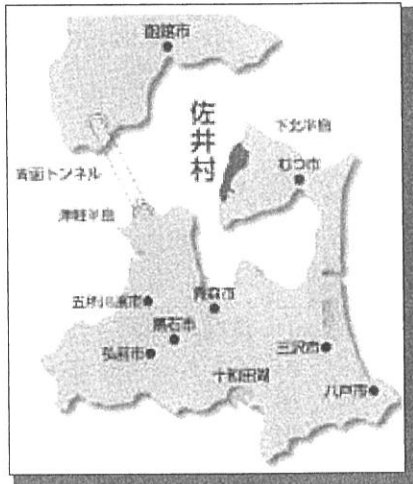 函館市
佐井村
下北半島
青函トンネル
むつ市
津軽半島
五所川原市
青森市
黒石市
弘前市
三沢市
十和田湖
八戸市